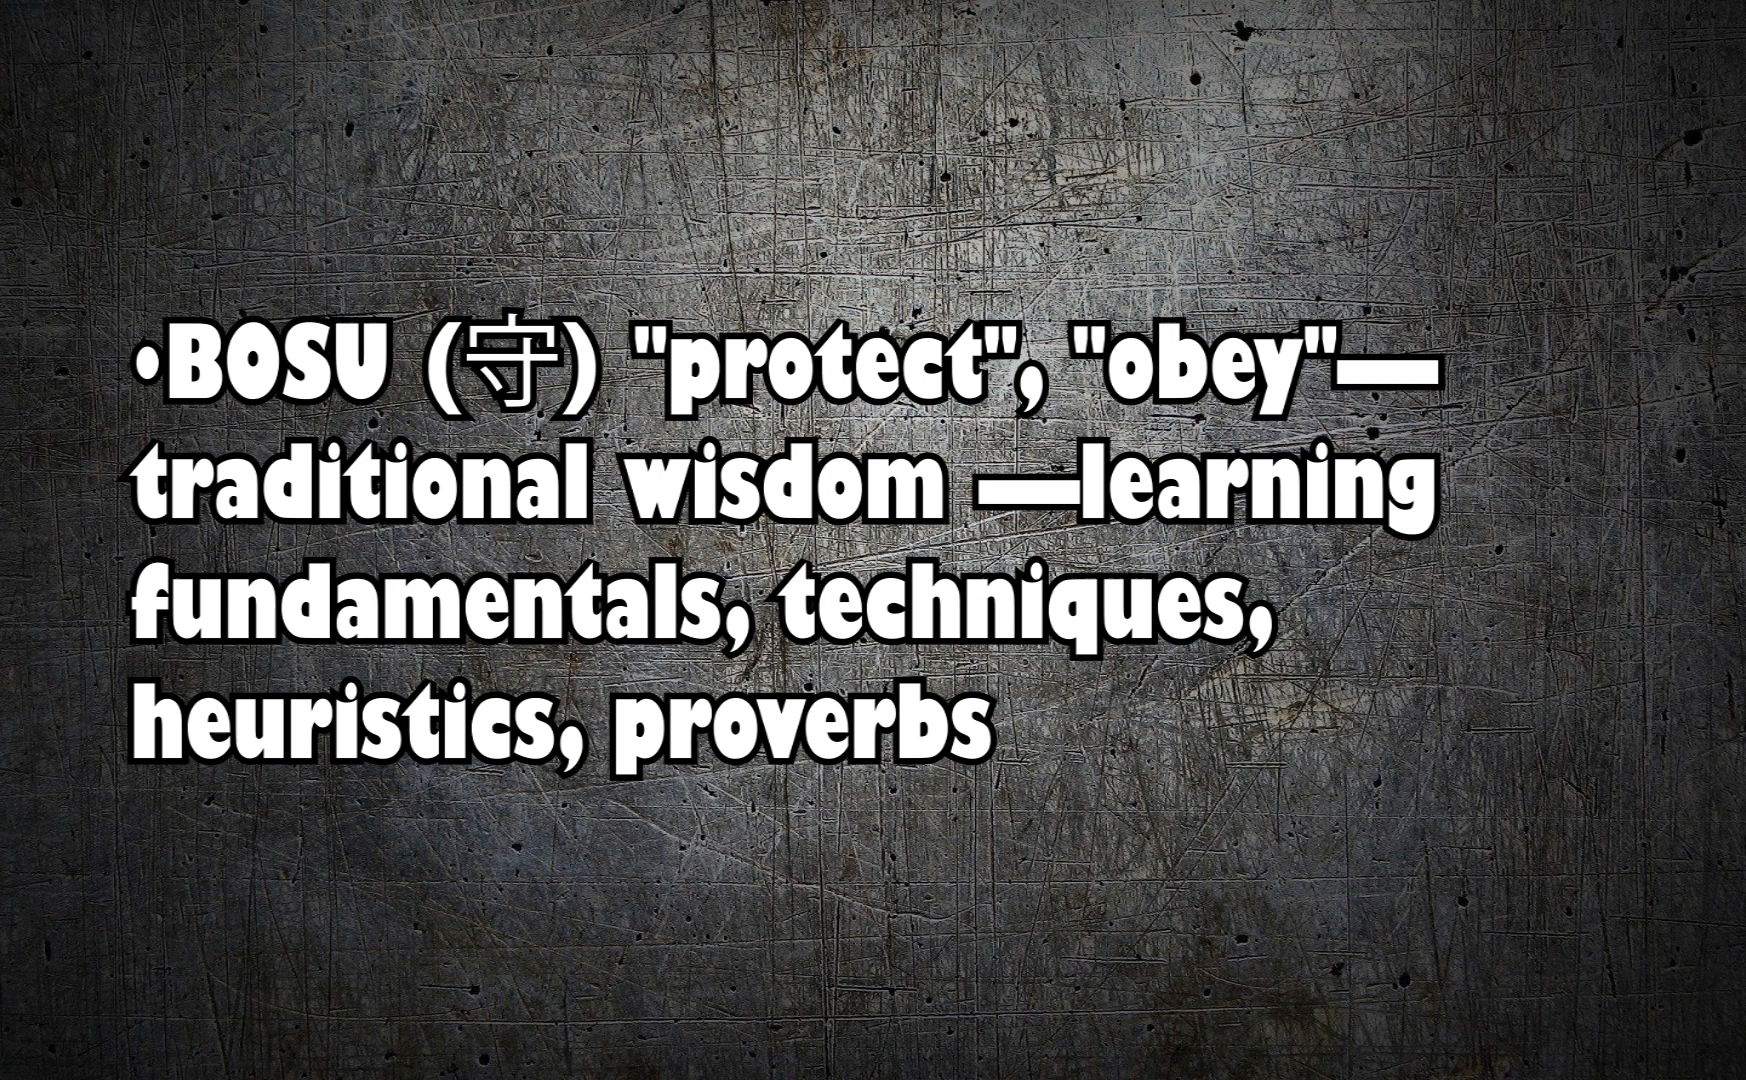 •BOSU (守) "protect", "obey"—
traditional wisdom —learning
fundamentals, techniques,
heuristics, proverbs